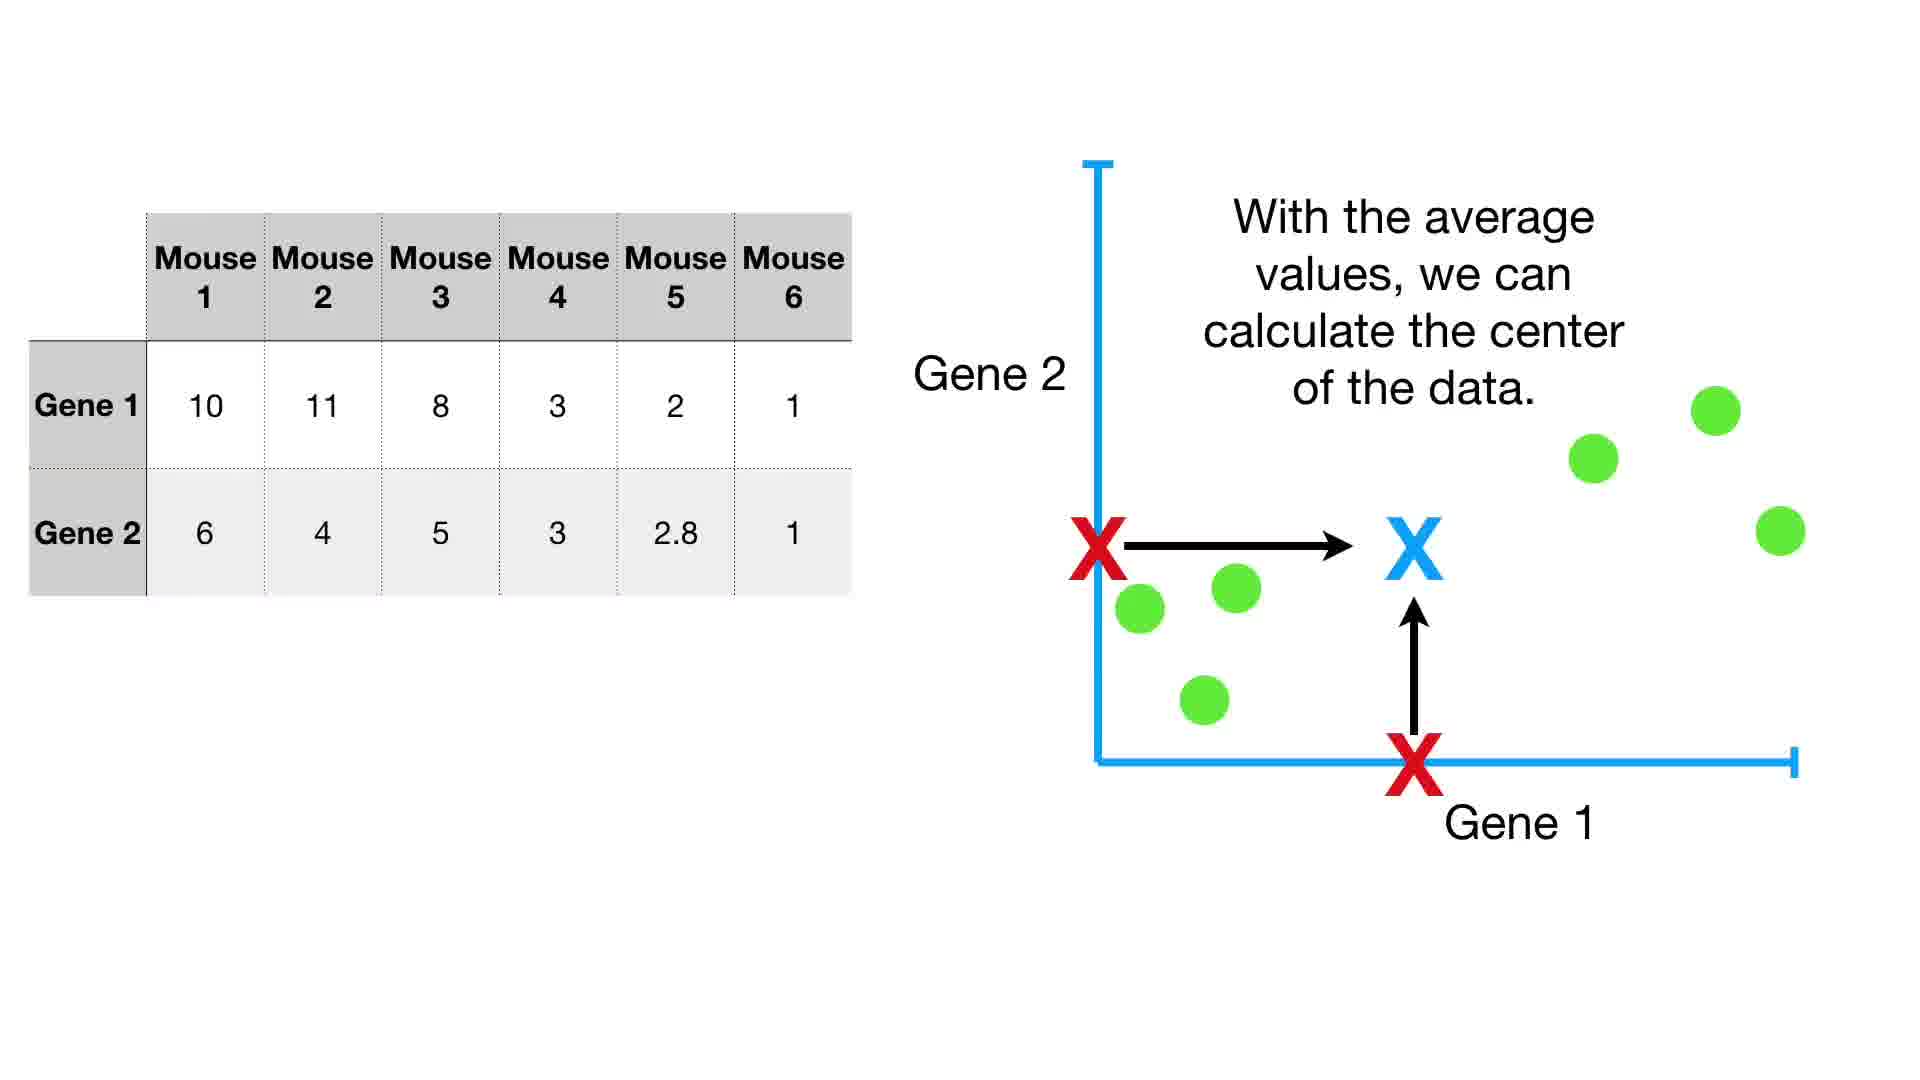 Mouse 1 Mouse 2 Mouse 3 Mouse 4 Mouse 5 Mouse 6
Gene 1 10 11 8 3 2 1
Gene 2 6 4 5 3 2.8 1
With the average
values, we can
calculate the center
of the data.
Gene 2
X X
X
Gene 1